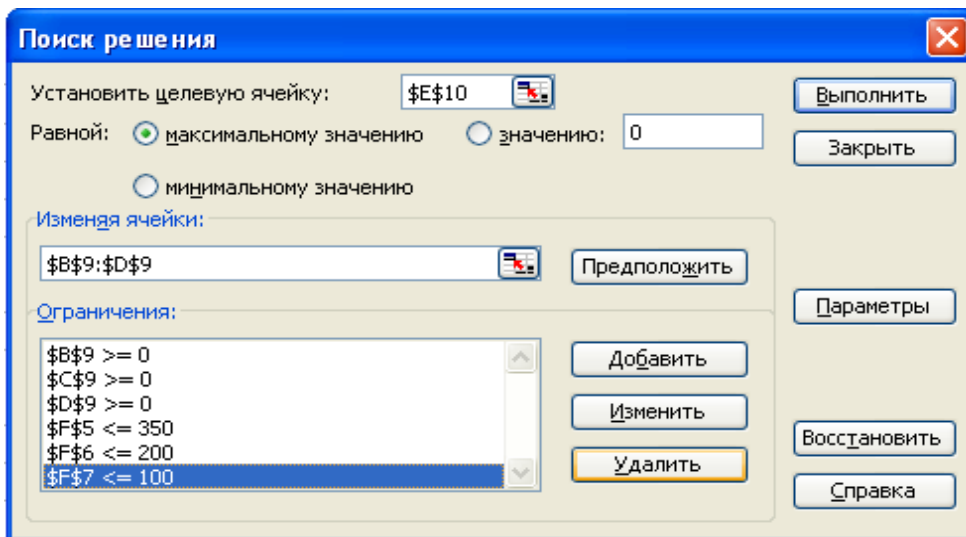 Поиск решения
Установить целевую ячейку: $E$10 Выполнить
Равной: максимальному значению значению: 0 Закрыть
минимальному значению
Изменяя ячейки:
$B$9:$D$9 Предположить
Ограничения: Параметры
$B$9 >= 0 Добавить
$C$9 >= 0
$D$9 >= 0 Изменить
$F$5 <= 350
$F$6 <= 200 Восстановить
$F$7 <= 100 Удалить
Справка